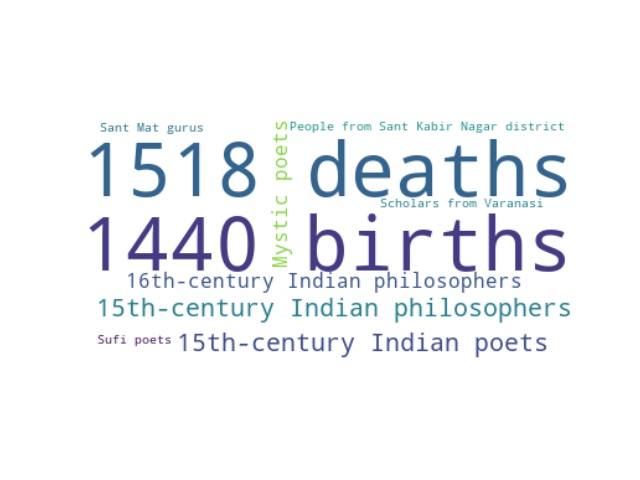 Sant Mat gurus
People from Sant Kabir Nagar district
1518 deaths
Mystic poets
Scholars from Varanasi
1440 births
16th-century Indian philosophers
15th-century Indian philosophers
Sufi poets
15th-century Indian poets